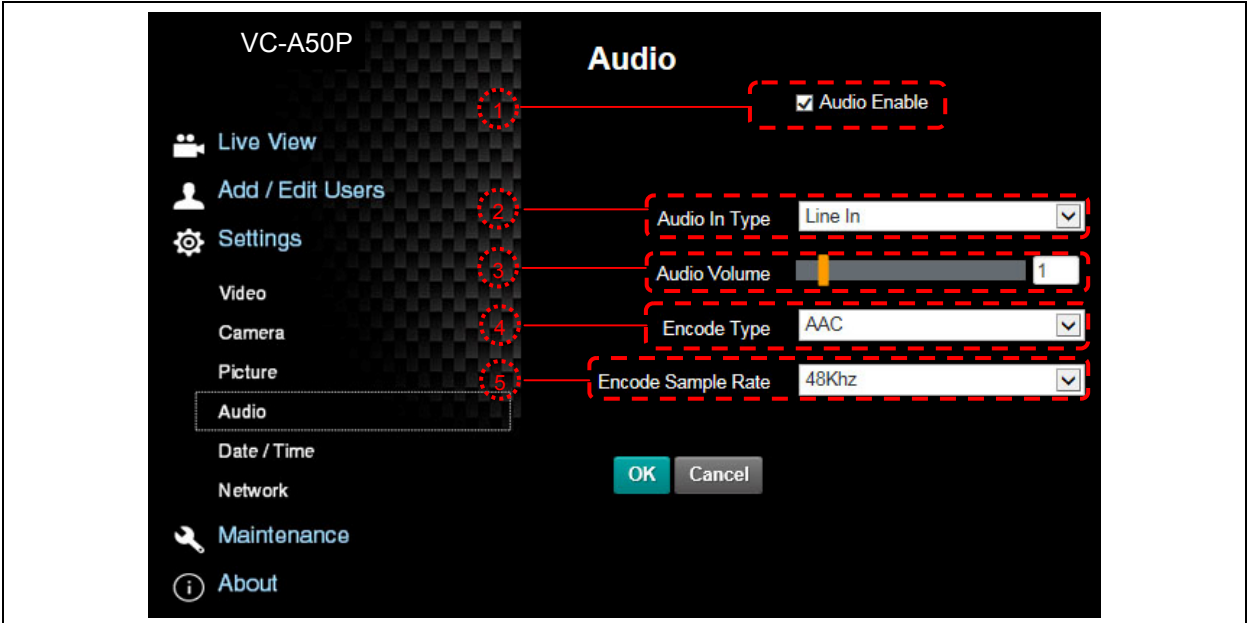 VC-A50P
Live View
Add / Edit Users
Settings
Video
Camera
Picture
Audio
Date / Time
Network
Maintenance
About
Audio
1
Audio Enable
2
Audio In Type Line In
3
Audio Volume 1
4
Encode Type AAC
5
Encode Sample Rate 48Khz
OK Cancel